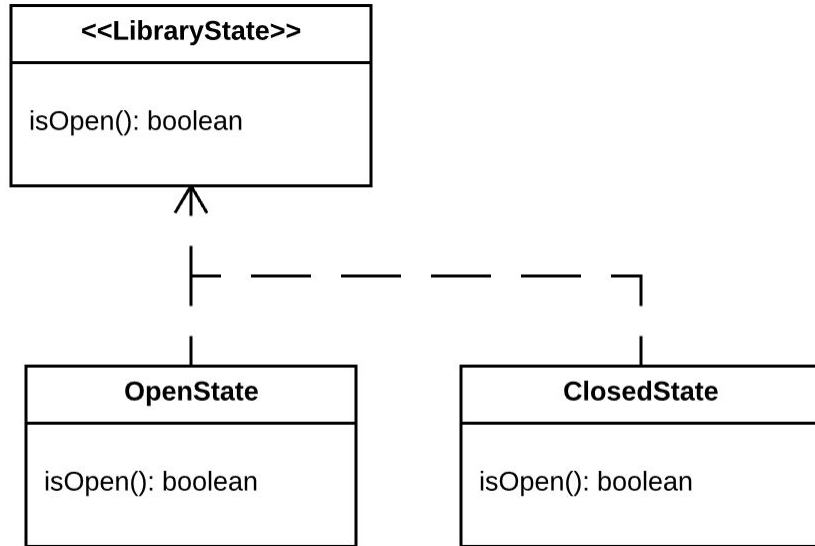 <<LibraryState>>
isOpen(): boolean
OpenState
isOpen(): boolean
ClosedState
isOpen(): boolean